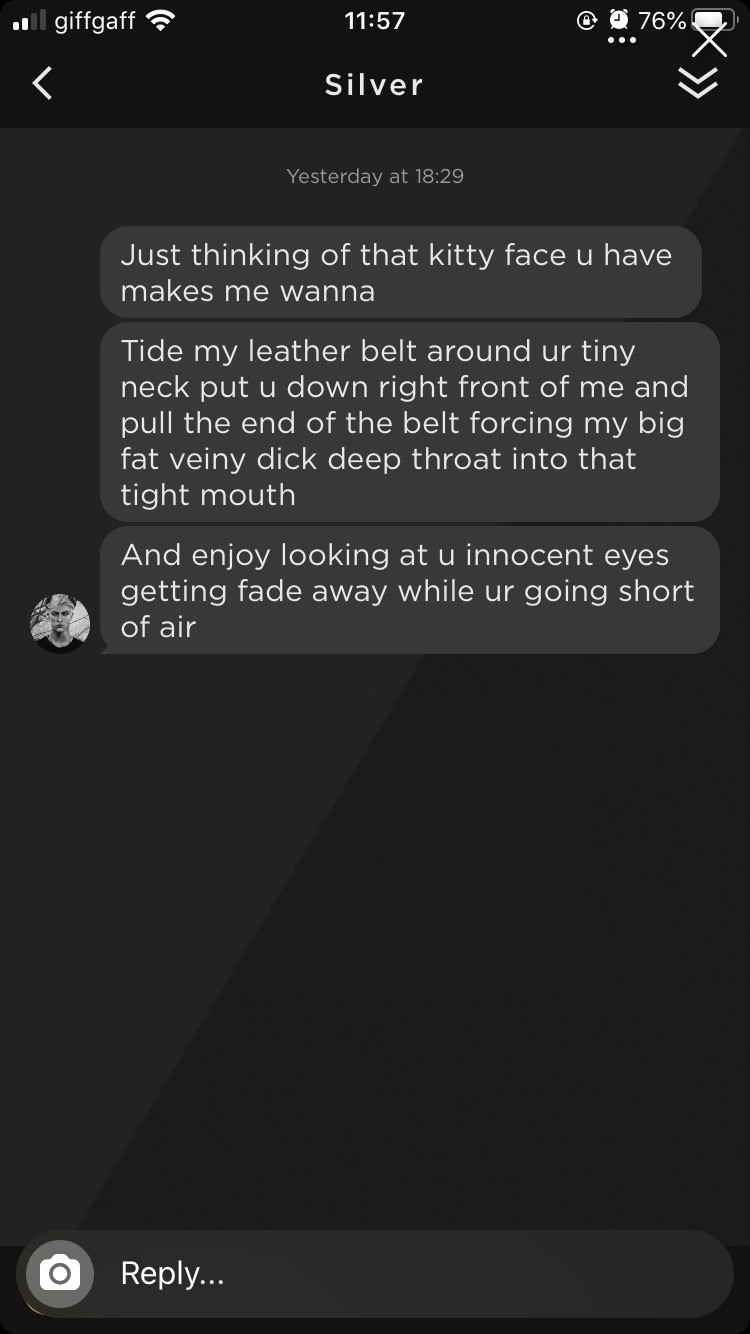 giffgaff 11:57 76%
Silver
Yesterday at 18:29
Just thinking of that kitty face u have
makes me wanna
Tide my leather belt around ur tiny
neck put u down right front of me and
pull the end of the belt forcing my big
fat veiny dick deep throat into that
tight mouth
And enjoy looking at u innocent eyes
getting fade away while ur going short
of air
Reply...